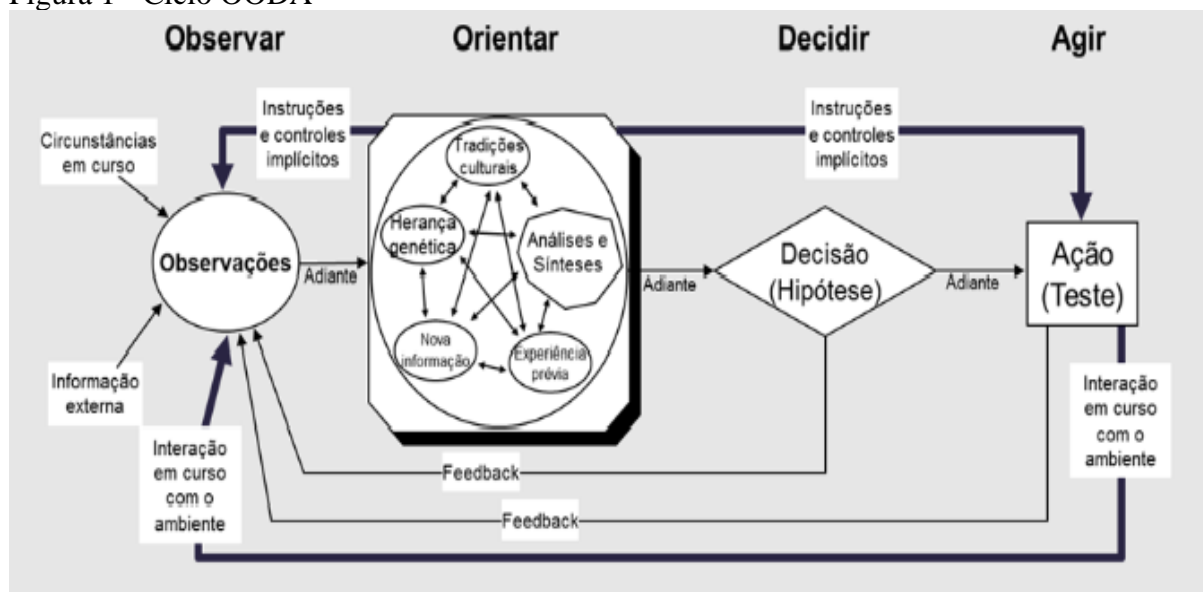 Figura 1 - Ciclo OODA
Observar
Orientar
Decidir
Agir
Instruções
e controles
implícitos
Instruções
e controles
implícitos
Circunstâncias
em curso
Tradições
culturais
Herança
genética
Análises e
Sínteses
Observações
Adiante
Adiante
Decisão
(Hipótese)
Adiante
Ação
(Teste)
Nova
informação
Experiência
prévia
Informação
externa
Interação
em curso
com o
ambiente
Interação
em curso
com o
ambiente
Feedback
Feedback